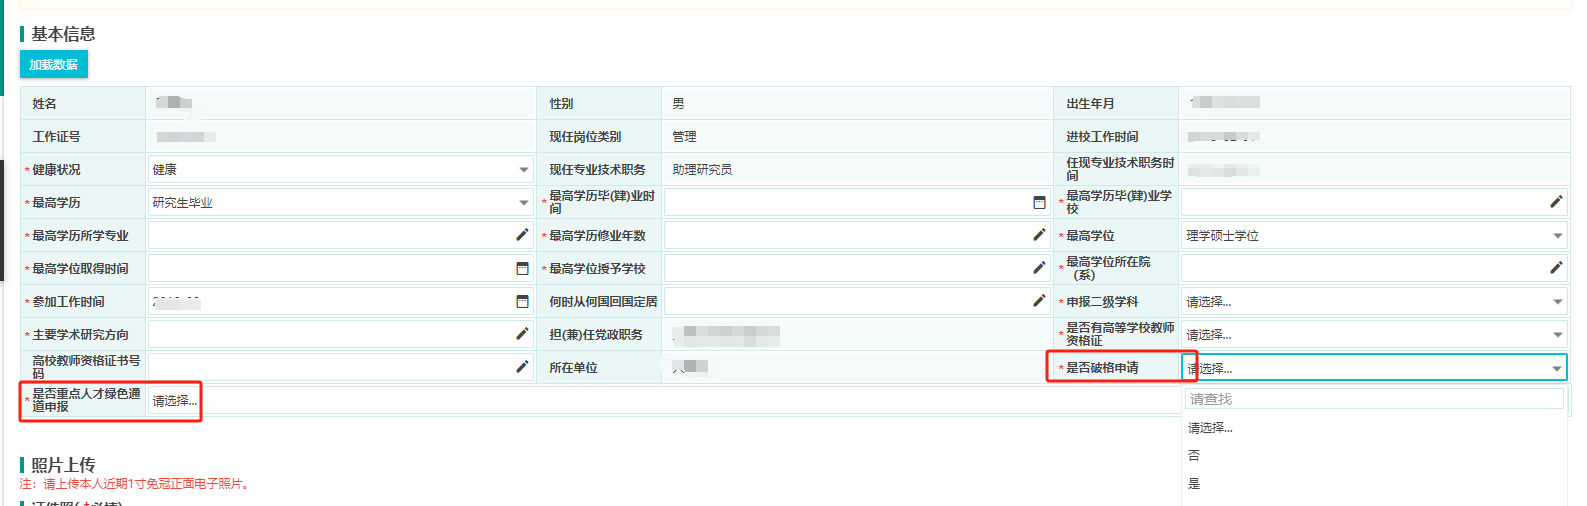 基本信息
加载数据
姓名
性别
男
出生年月
工作证号
现任岗位类别
管理
进校工作时间
*健康状况
健康
现任专业技术职务
助理研究员
任现专业技术职务时
间
*最高学历
研究生毕业
*最高学历毕(肄)业时
间
*最高学历毕(肄)业学
校
*最高学历所学专业
*最高学历修业年数
*最高学位
理学硕士学位
*最高学位取得时间
*最高学位授予学校
*最高学位所在院
（系）
*参加工作时间
何时从何国回国定居
*申报二级学科
请选择...
*主要学术研究方向
担(兼)任党政职务
*是否有高等学校教师
资格证
请选择...
高校教师资格证书号
码
所在单位
*是否破格申请
请选择...
*是否重点人才绿色通
道申报
请选择...
请查找
请选择...
否
是
照片上传
注：请上传本人近期1寸免冠正面电子照片。